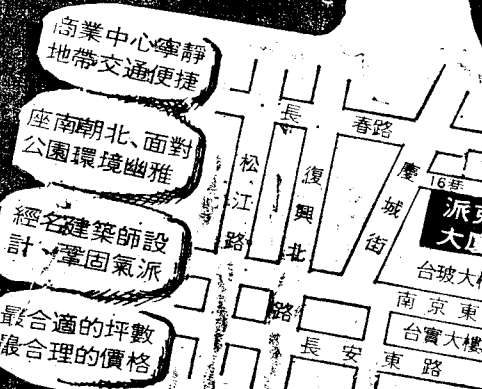 商業中心寧靜
地帶交通便捷
座南朝北、面對
公園環境幽雅
經名建築師設
計、鞏固氣派
最合適的坪數
最合理的價格
長春路
松江路
復興北路
慶城街
16巷
大
台玻大
南京東
台實大樓
長安東路